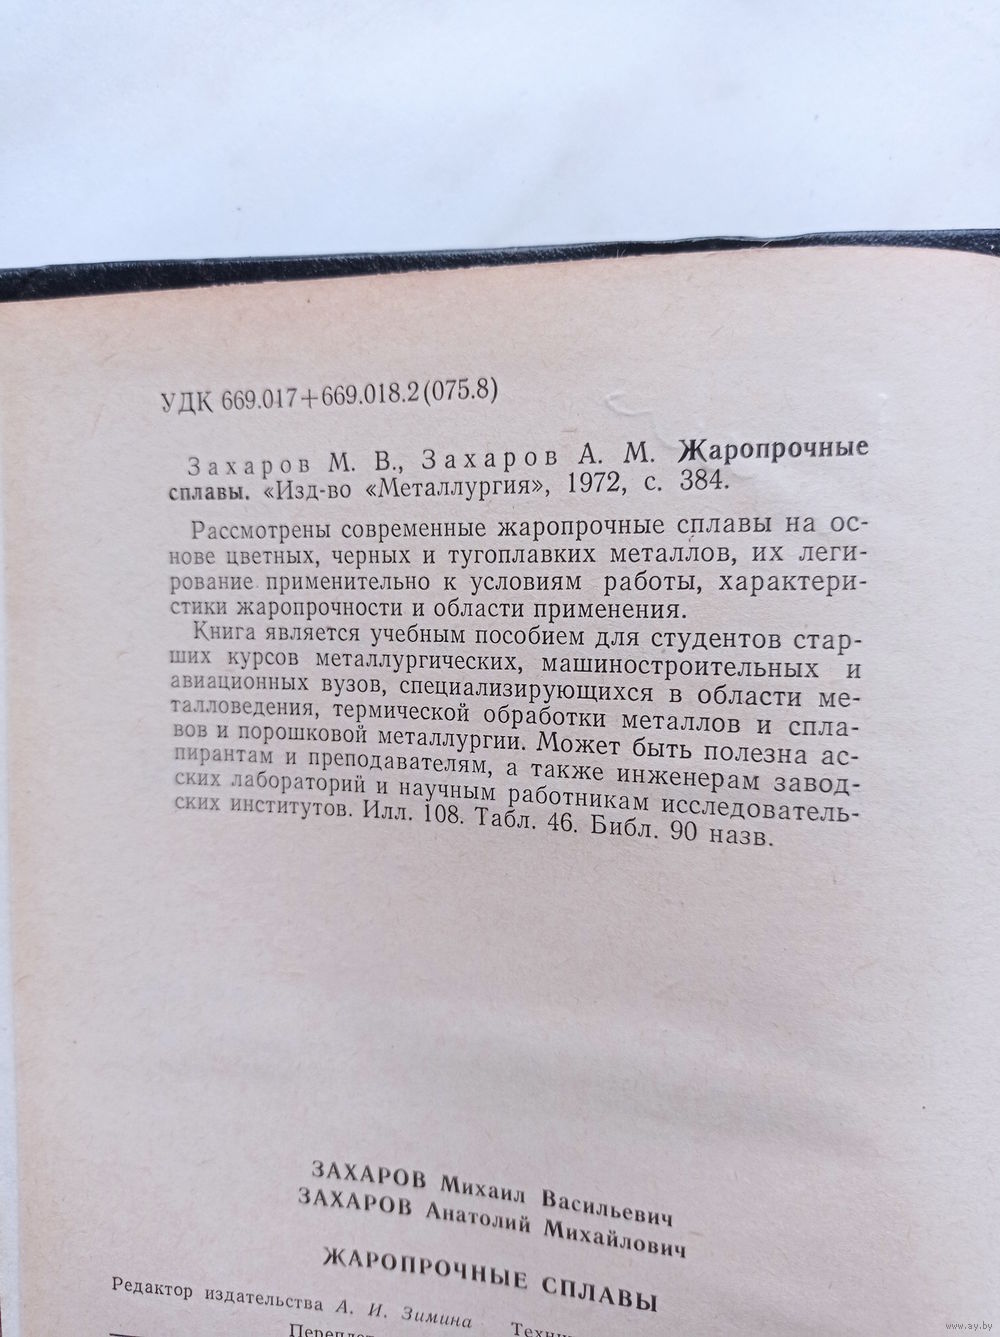 УДК 669.017+669.018.2(075.8)
Захаров М. В., Захаров А. М. Жаропрочные
сплавы. «Изд-во «Металлургия», 1972, с. 384.
Рассмотрены современные жаропрочные сплавы на ос-
нове цветных, черных и тугоплавких металлов, их леги-
рование применительно к условиям работы, характери-
стики жаропрочности и области применения.
Книга является учебным пособием для студентов стар-
ших курсов металлургических, машиностроительных и
авиационных вузов, специализирующихся в области ме-
талловедения, термической обработки металлов и спла-
вов и порошковой металлургии. Может быть полезна ас-
пирантам и преподавателям, а также инженерам завод-
ских лабораторий и научным работникам исследователь-
ских институтов. Илл. 108. Табл. 46. Библ. 90 назв.
ЗАХАРОВ Михаил Васильевич
ЗАХАРОВ Анатолий Михайлович
ЖАРОПРОЧНЫЕ СПЛАВЫ
Редактор издательства А. И. Зимина
www.ay.by